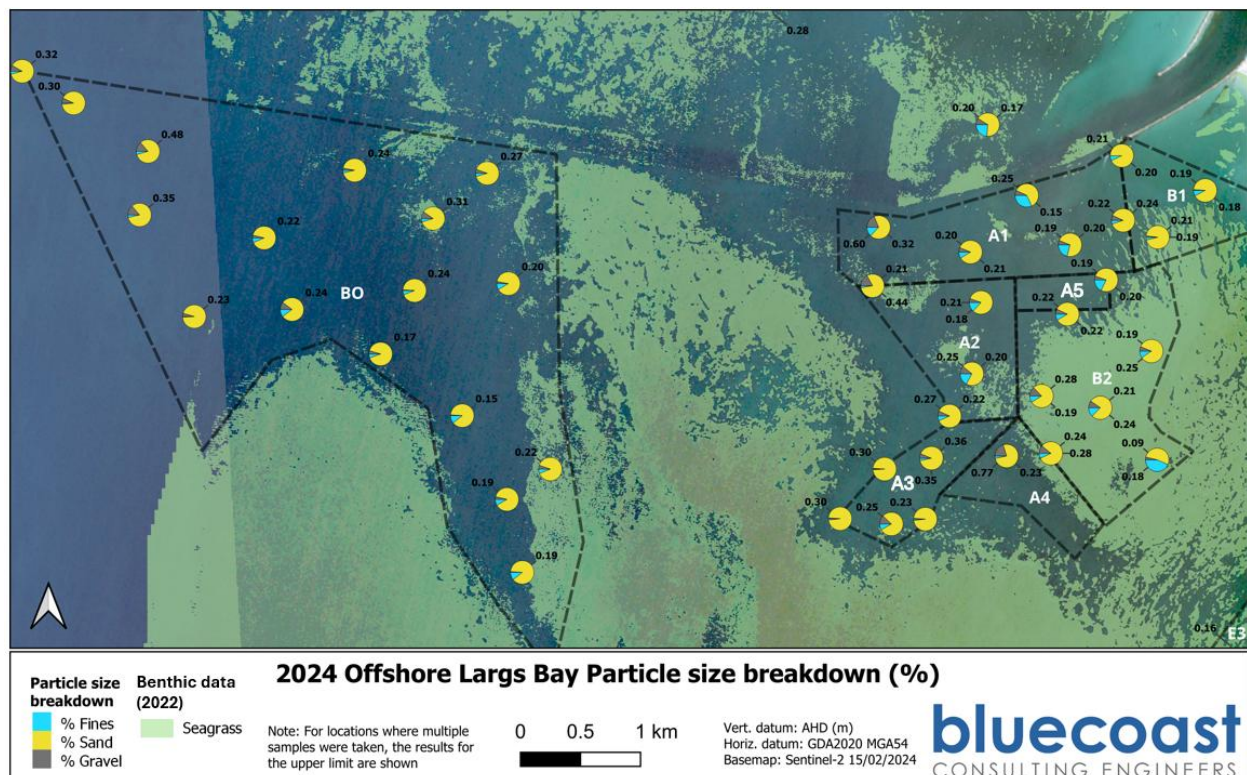 0.28
0.32
0.30
0.20 0.17
0.48
0.21
0.24
0.27
0.20
0.19
B1
0.25
0.18
0.35
0.31
0.15
0.22
0.24
0.21
0.22
0.60
0.32
0.20
A1
0.19
0.20
0.19
0.21
0.19
0.24
0.20
0.21
A5
BO
0.24
0.44
0.21
0.22
0.20
0.23
0.18
0.22
0.17
A2
0.19
0.25
0.20
0.25
B2
0.28
0.21
0.15
0.27
0.22
0.19
0.24
0.36
0.24
0.09
0.22
0.30
0.77
0.28
0.35
0.23
0.18
A3
0.19
0.25
0.23
A4
0.30
0.19
0.16
E3
2024 Offshore Largs Bay Particle size breakdown (%)
Particle size
breakdown
% Fines
% Sand
% Gravel
Benthic data
(2022)
Seagrass
Note: For locations where multiple
samples were taken, the results for
the upper limit are shown
0 0.5 1 km
Vert. datum: AHD (m)
Horiz. datum: GDA2020 MGA54
Basemap: Sentinel-2 15/02/2024
bluecoast
CONSULTING ENGINEERS